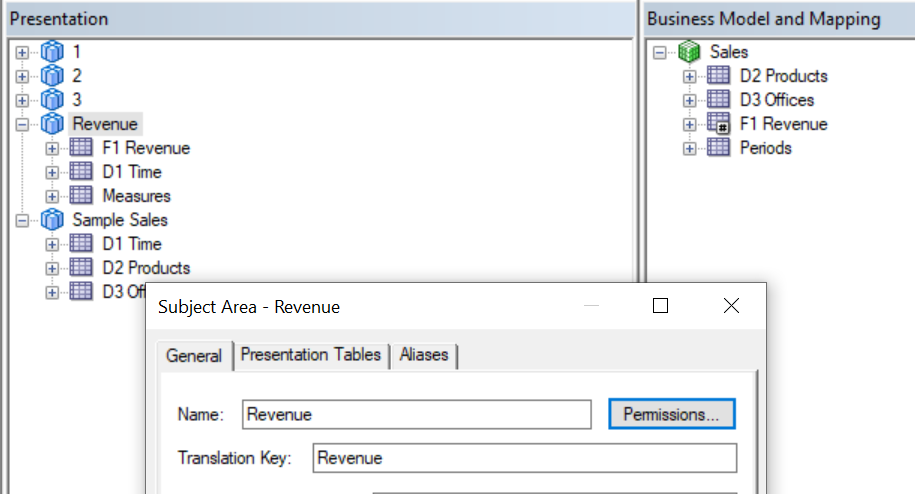 Presentation
1
2
3
Revenue
F1 Revenue
D1 Time
Measures
Sample Sales
D1 Time
D2 Products
D3 Of
Business Model and Mapping
Sales
D2 Products
D3 Offices
F1 Revenue
Periods
Subject Area - Revenue
General Presentation Tables Aliases
Name: Revenue Permissions...
Translation Key: Revenue